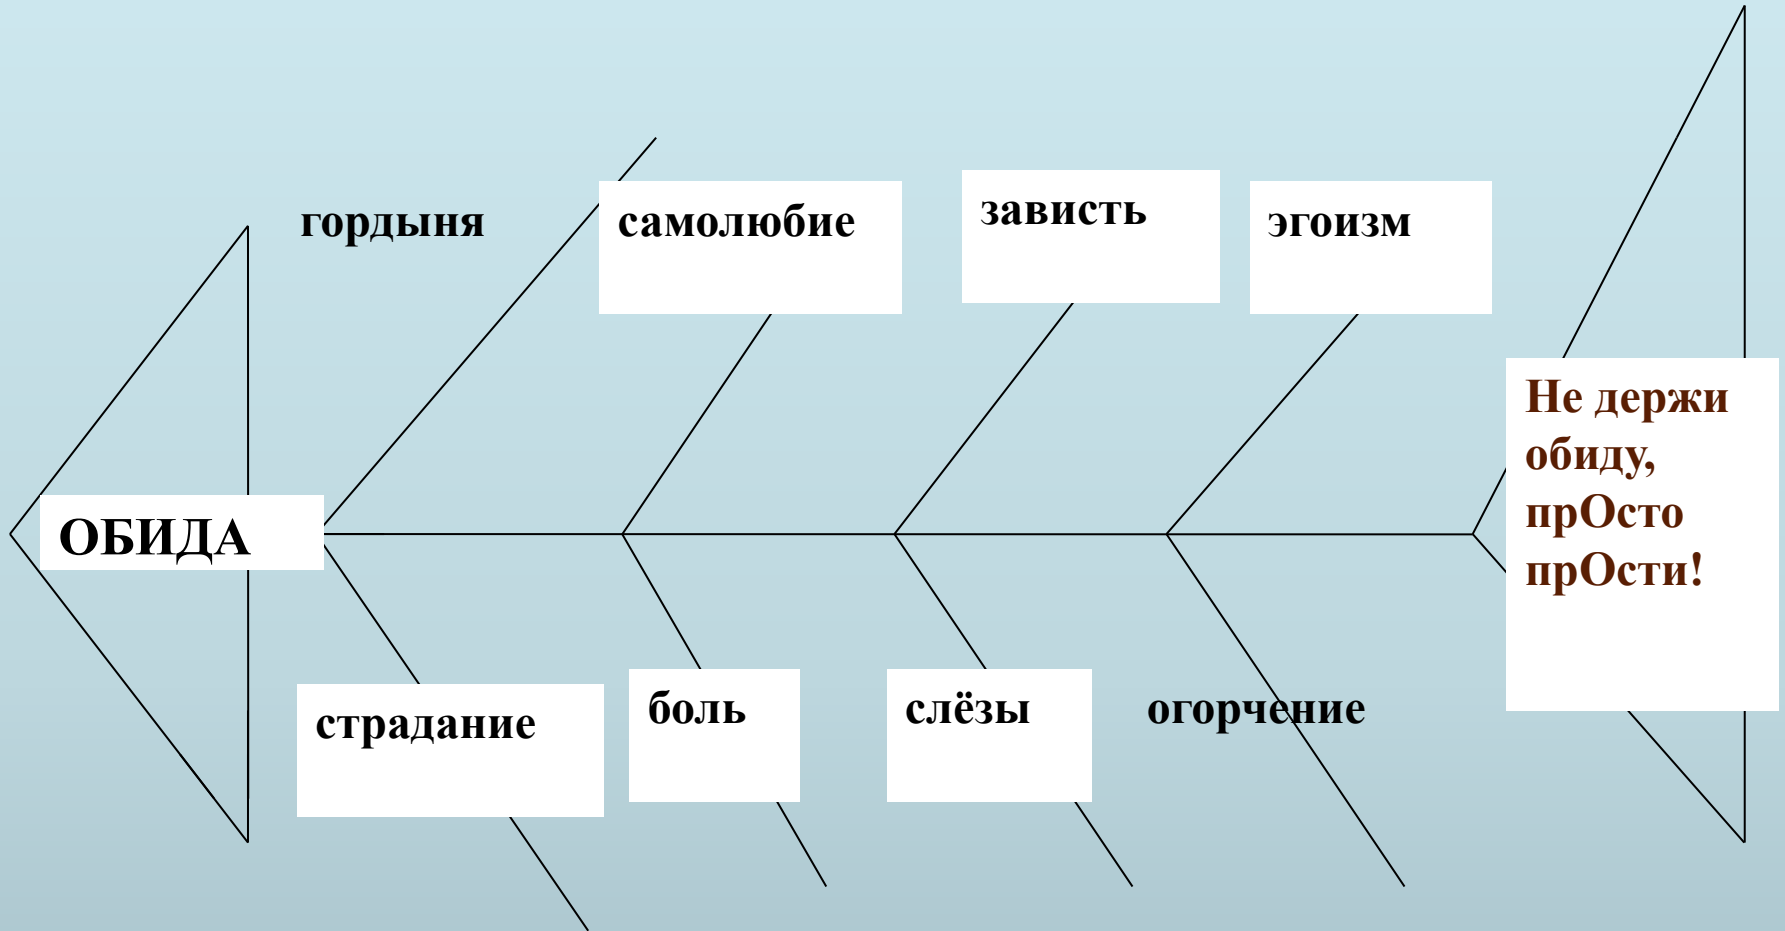 гордыня
самолюбие
зависть
эгоизм
ОБИДА
Не держи
обиду,
прОсто
прОсти!
страдание
боль
слёзы
огорчение